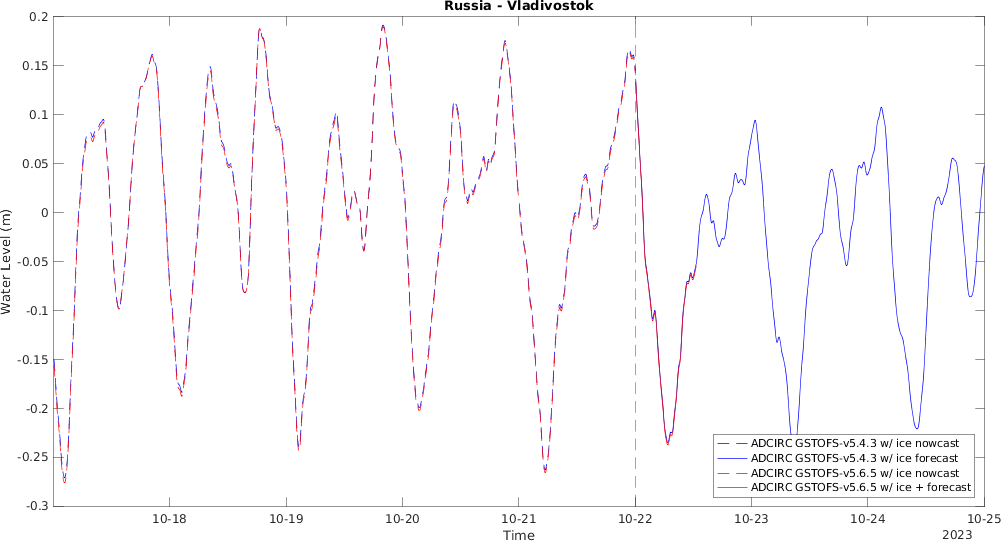 Russia - Vladivostok
Water Level (m)
0.2
0.15
0.1
0.05
0
-0.05
-0.1
-0.15
-0.2
-0.25
-0.3
10-18
10-19
10-20
10-21
10-22
10-23
10-24
10-25
Time
2023
ADCIRC GSTOFS-v5.4.3 w/ ice nowcast
ADCIRC GSTOFS-v5.4.3 w/ ice forecast
ADCIRC GSTOFS-v5.6.5 w/ ice nowcast
ADCIRC GSTOFS-v5.6.5 w/ ice + forecast